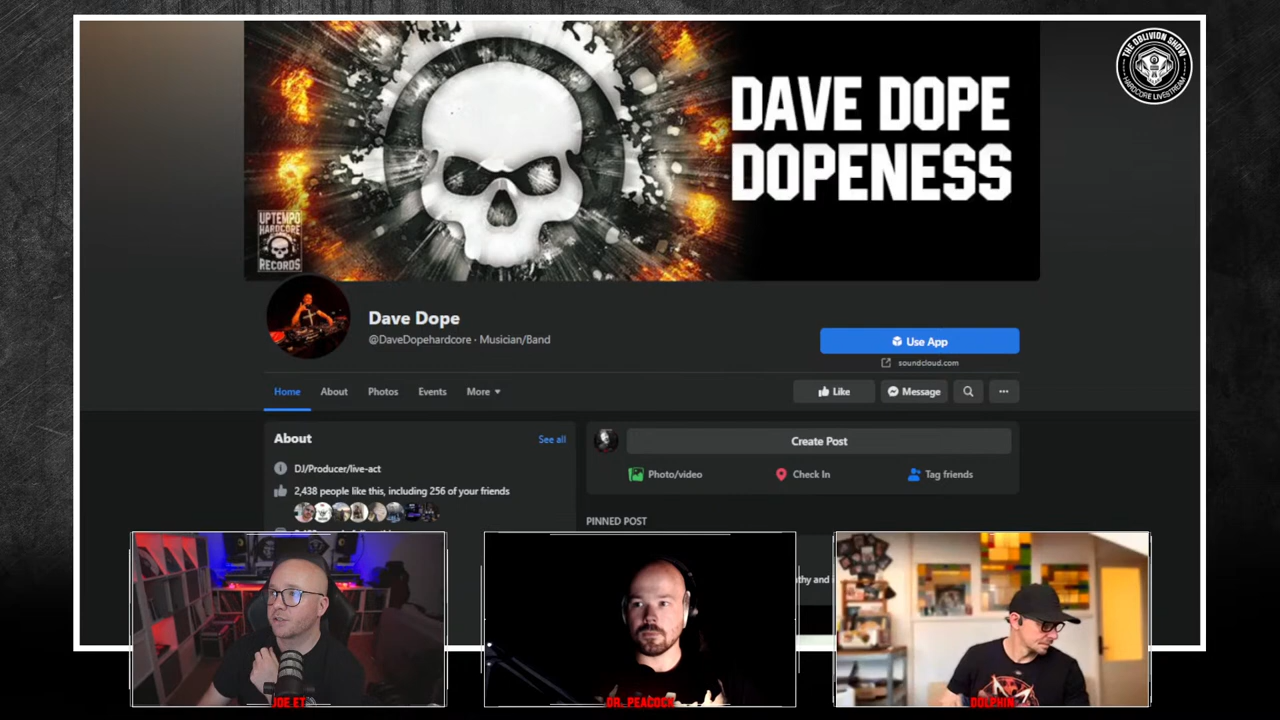 THE OBLIVION SHOW
HARDCORE LIVESTREAM
DAVE DOPE
DOPENESS
UPTEMPO
HARDCORE
RECORDS
Dave Dope
@DaveDopehardcore · Musician/Band
Use App
soundcloud.com
Home
About
Photos
Events
More
Like
Message
About
See all
Create Post
DJ/Producer/live-act
Photo/video
Check In
Tag friends
2,438 people like this, including 256 of your friends
PINNED POST
JOE ET
DR. PEACOCK
DOLPHIN